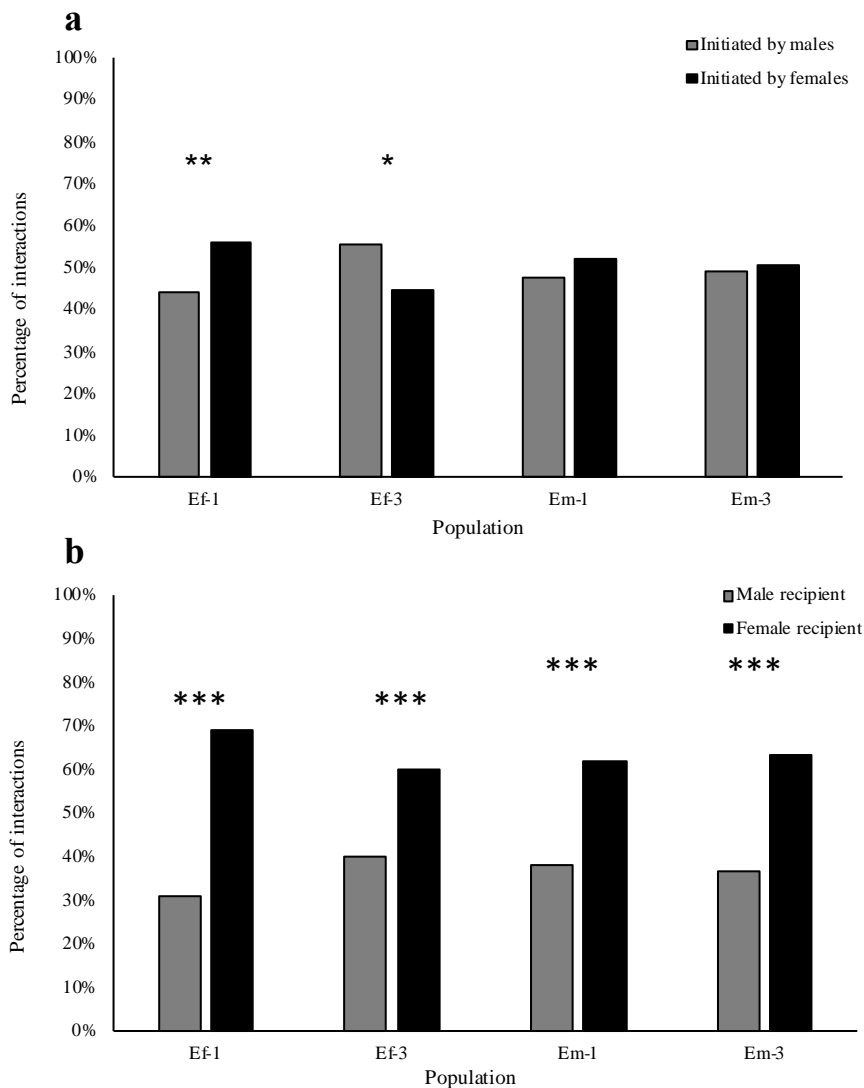 a
Initiated by males
Initiated by females
100%
90%
80%
70%
60%
50%
40%
30%
20%
10%
0%
Percentage of interactions
** *
Ef-1 Ef-3 Em-1 Em-3
Population
b
Male recipient
Female recipient
100%
90%
80%
70%
60%
50%
40%
30%
20%
10%
0%
Percentage of interactions
*** *** *** ***
Ef-1 Ef-3 Em-1 Em-3
Population